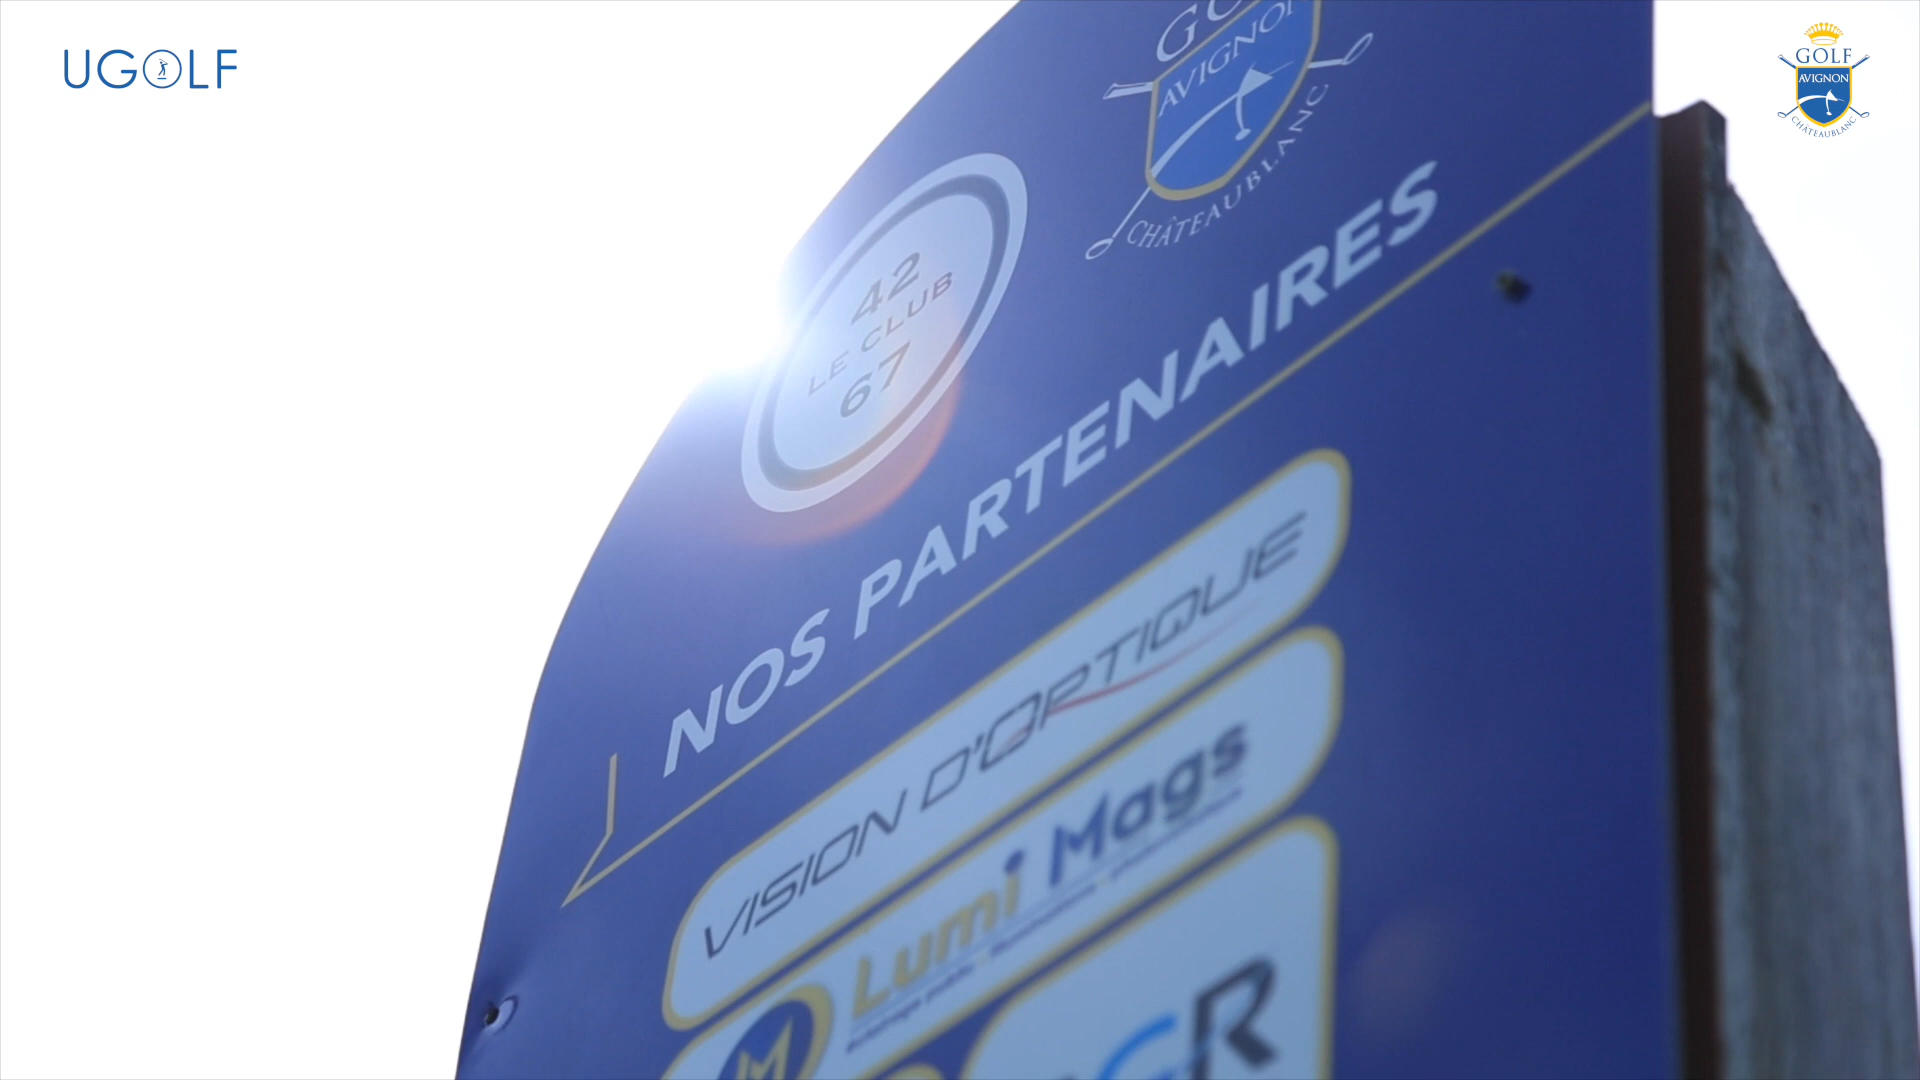 UGOLF
GOLF
AVIGNON
CHÂTEAUBLANC
AVIGNON
CHÂTEAUBLANC
42
LE CLUB
67
NOS PARTENAIRES
VISION D'OPTIQUE
Lumi Mags